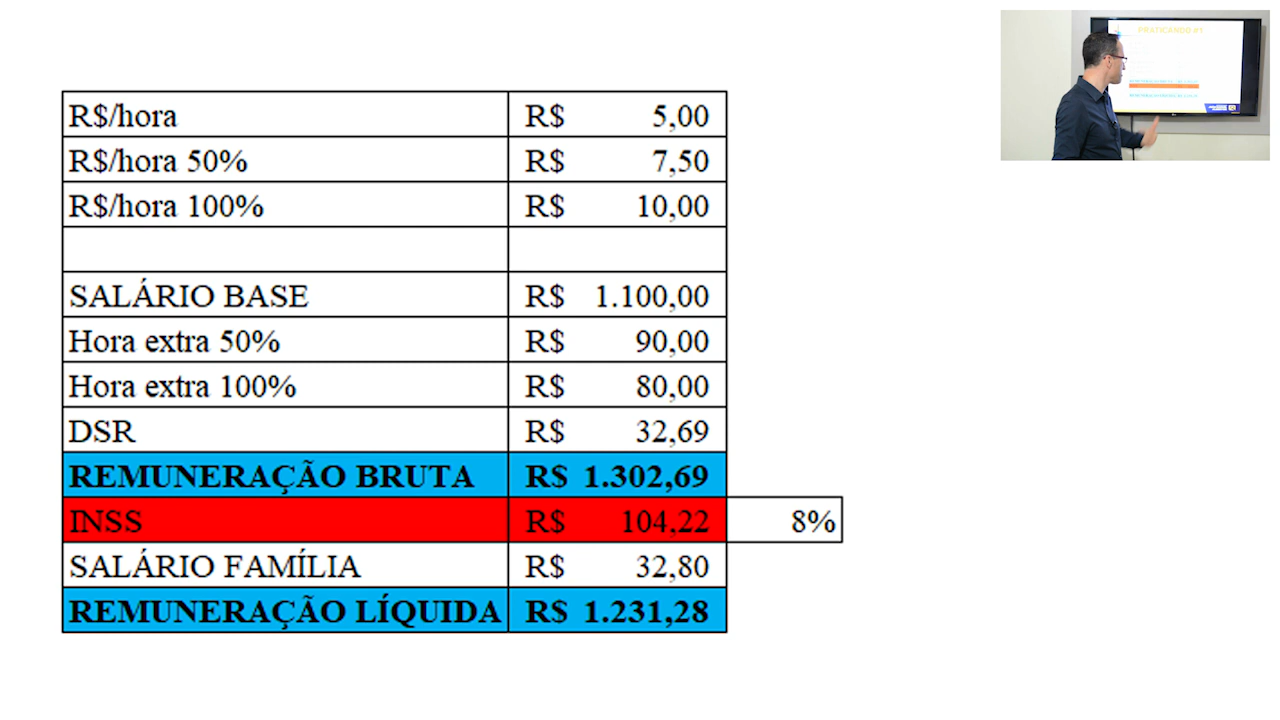 PRATICANDO #1
R$/hora R$ 5,00
R$/hora 50% R$ 7,50
R$/hora 100% R$ 10,00
SALÁRIO BASE R$ 1.100,00
Hora extra 50% R$ 90,00
Hora extra 100% R$ 80,00
DSR R$ 32,69
REMUNERAÇÃO BRUTA R$ 1.302,69
INSS R$ 104,22 8%
SALÁRIO FAMÍLIA R$ 32,80
REMUNERAÇÃO LÍQUIDA R$ 1.231,28